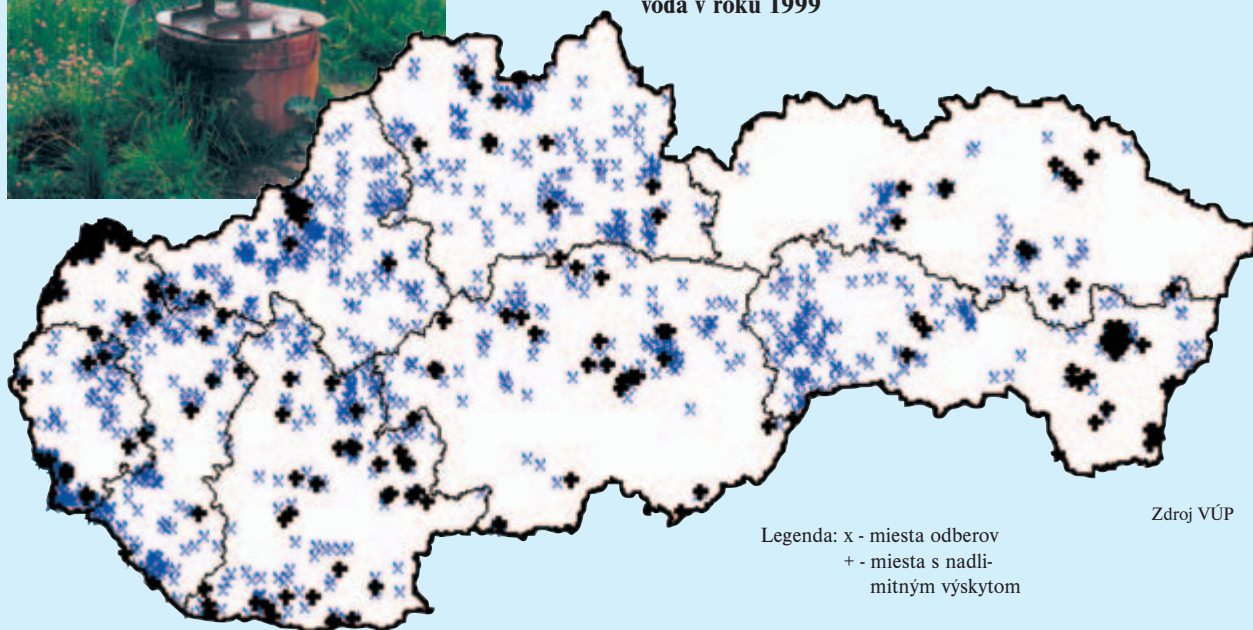 voda v roku 1999
Zdroj VÚP
Legenda: x - miesta odberov
+ - miesta s nadli-
mitným výskytom